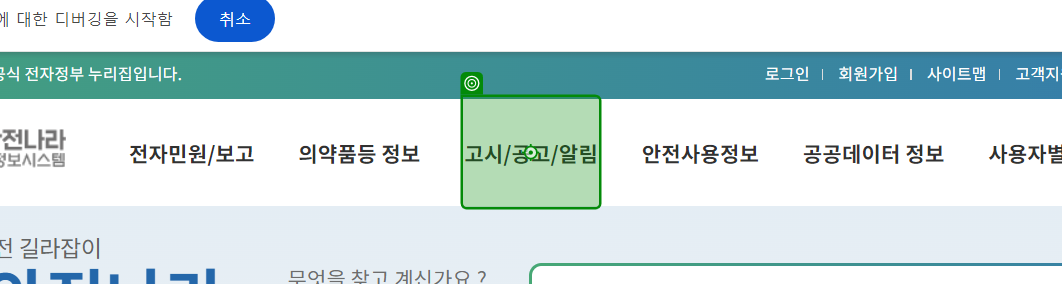 에 대한 디버깅을 시작함 취소
공식 전자정부 누리집입니다. 로그인 회원가입 사이트맵 고객지
전나라
정보시스템
전자민원/보고 의약품등 정보 고시/공고/알림 안전사용정보 공공데이터 정보 사용자별
전 길라잡이
무엇을 찾고 계신가요 ?